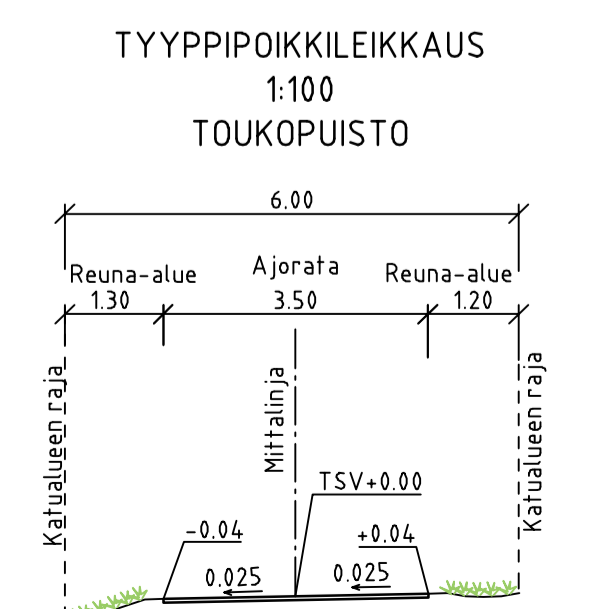 TYYPPIPOIKKILEIKKAUS
1:100
TOUKOPUISTO
6.00
Reuna-alue Ajorata Reuna-alue
1.30 3.50 1.20
Katualueen raja
Mittalinja
Katualueen raja
TSV+0.00
-0.04 +0.04
0.025 0.025